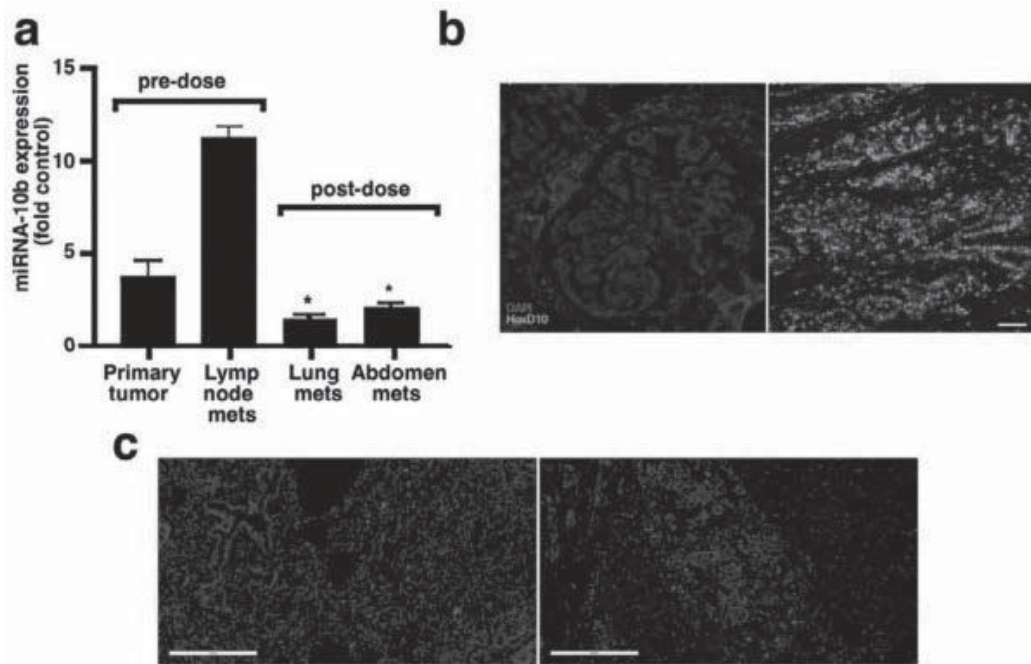 a
miRNA-10b expression
(fold control)
15
10
5
0
pre-dose
post-dose
*
*
Primary
tumor
Lymp
node
mets
Lung
mets
Abdomen
mets
b
DAPI
HoxD10
c